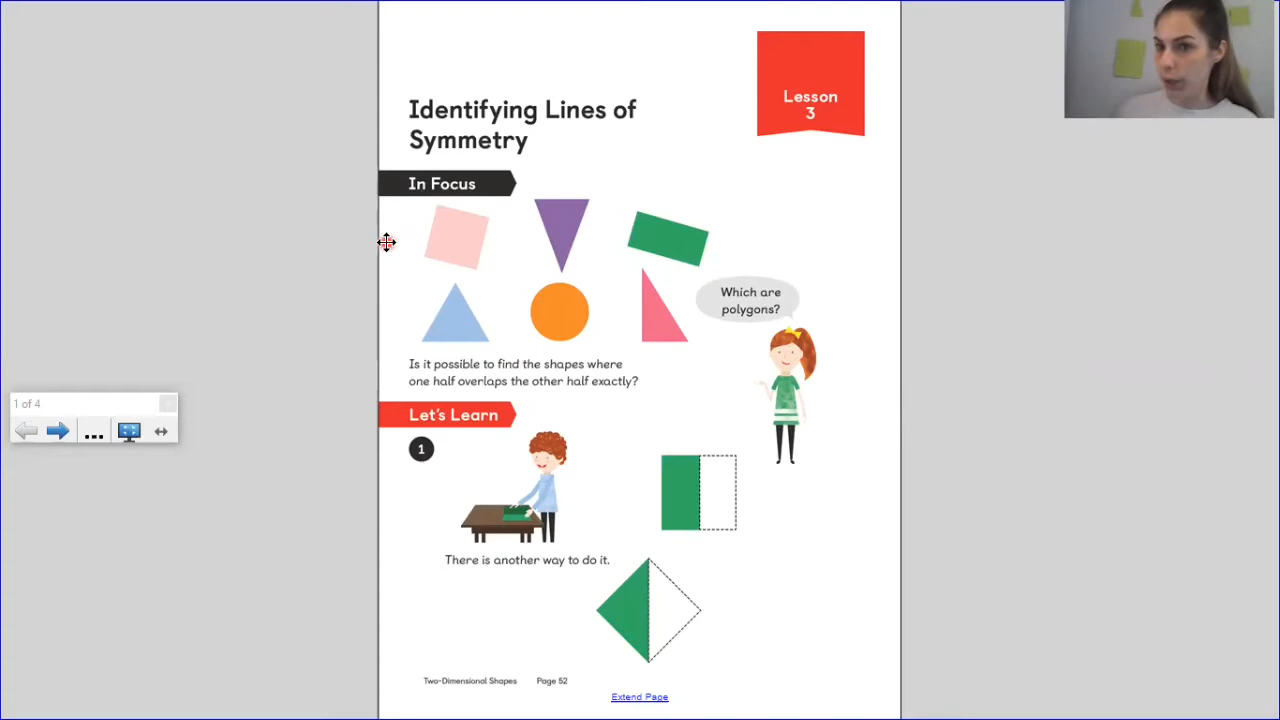 Lesson
3
Identifying Lines of
Symmetry
In Focus
Which are
polygons?
Is it possible to find the shapes where
one half overlaps the other half exactly?
1 of 4
Let's Learn
1
There is another way to do it.
Two-Dimensional Shapes Page 52
Extend Page